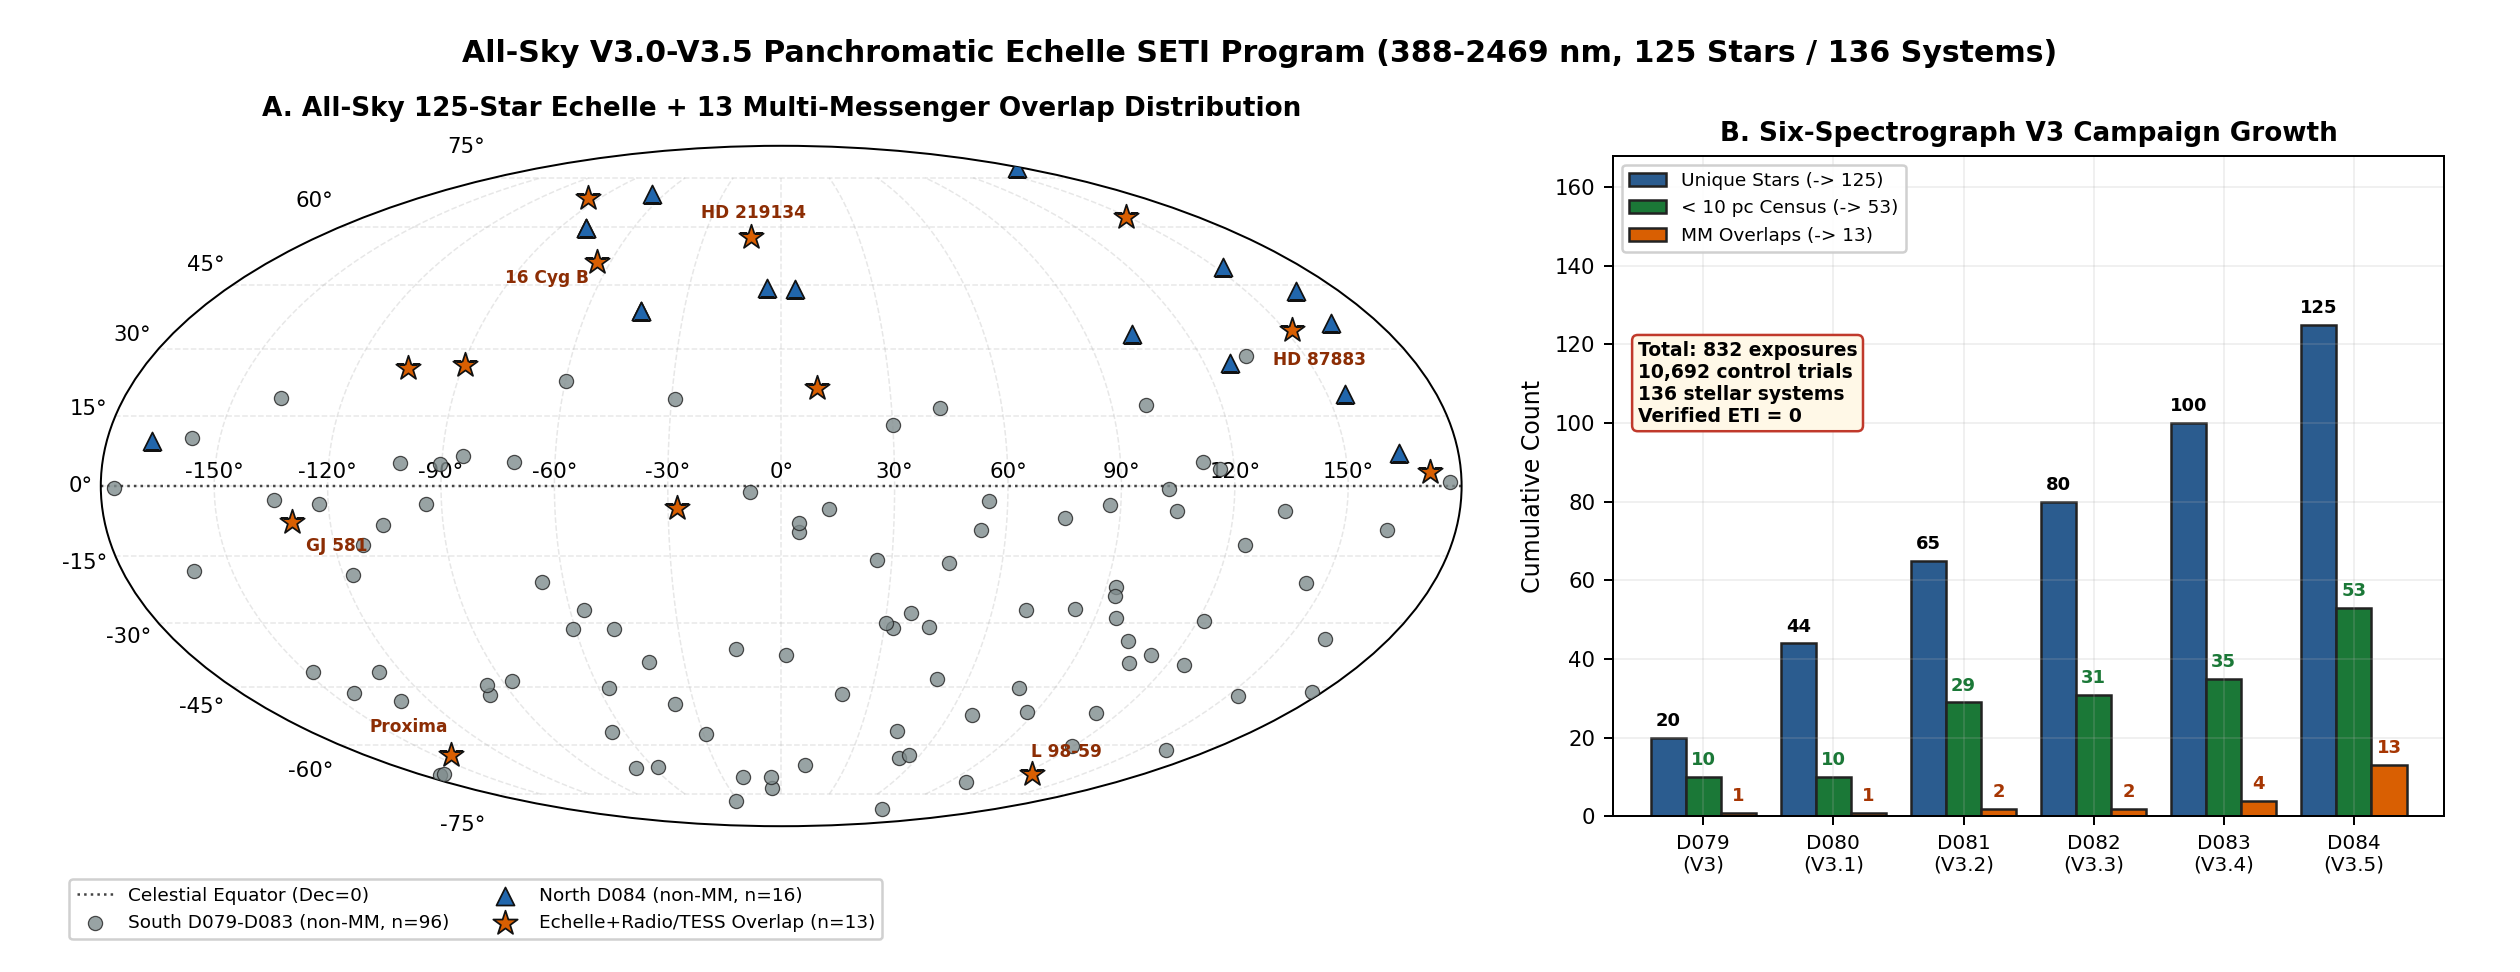 All-Sky V3.0-V3.5 Panchromatic Echelle SETI Program (388-2469 nm, 125 Stars / 136 Systems)
A. All-Sky 125-Star Echelle + 13 Multi-Messenger Overlap Distribution
75°
60°
45°
30°
15°
0°
-15°
-30°
-45°
-60°
-75°
-150°
-120°
-90°
-60°
-30°
0°
30°
60°
90°
120°
150°
HD 219134
16 Cyg B
HD 87883
GJ 581
Proxima
L 98-59
Celestial Equator (Dec=0)
South D079-D083 (non-MM, n=96)
North D084 (non-MM, n=16)
Echelle+Radio/TESS Overlap (n=13)
B. Six-Spectrograph V3 Campaign Growth
Unique Stars (-> 125)
< 10 pc Census (-> 53)
MM Overlaps (-> 13)
Total: 832 exposures
10,692 control trials
136 stellar systems
Verified ETI = 0
Cumulative Count
160
140
120
100
80
60
40
20
0
20
10
1
44
10
1
65
29
2
80
31
2
100
35
4
125
53
13
D079
(V3)
D080
(V3.1)
D081
(V3.2)
D082
(V3.3)
D083
(V3.4)
D084
(V3.5)